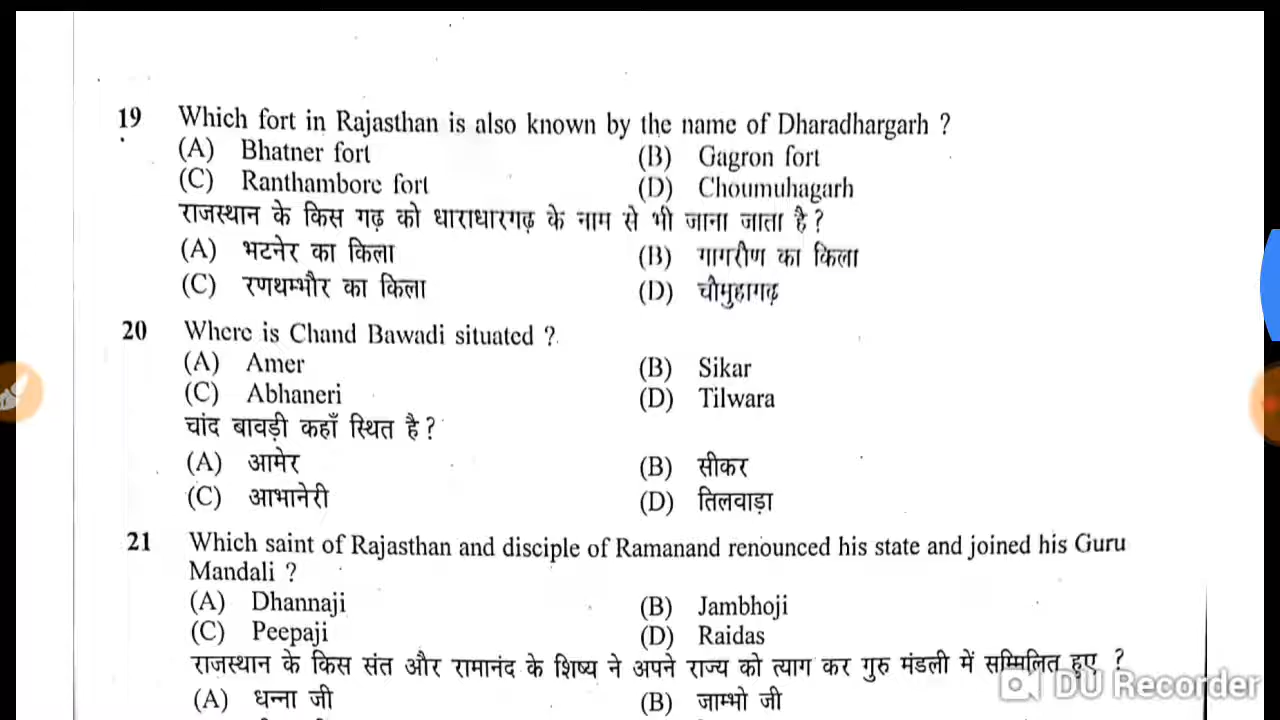 19 Which fort in Rajasthan is also known by the name of Dharadhargarh ?
(A) Bhatner fort (B) Gagron fort
(C) Ranthambore fort (D) Choumuhagarh
राजस्थान के किस गढ़ को धाराधारगढ़ के नाम से भी जाना जाता है ?
(A) भटनेर का किला (B) गागरौण का किला
(C) रणथम्भौर का किला (D) चौमुहागढ़
20 Where is Chand Bawadi situated ?
(A) Amer (B) Sikar
(C) Abhaneri (D) Tilwara
चांद बावड़ी कहाँ स्थित है ?
(A) आमेर (B) सीकर
(C) आभानेरी (D) तिलवाड़ा
21 Which saint of Rajasthan and disciple of Ramanand renounced his state and joined his Guru
Mandali ?
(A) Dhannaji (B) Jambhoji
(C) Peepaji (D) Raidas
राजस्थान के किस संत और रामानंद के शिष्य ने अपने राज्य को त्याग कर गुरु मंडली में सम्मिलित हुए ?
DU Recorder
(A) धन्ना जी (B) जाम्भो जी